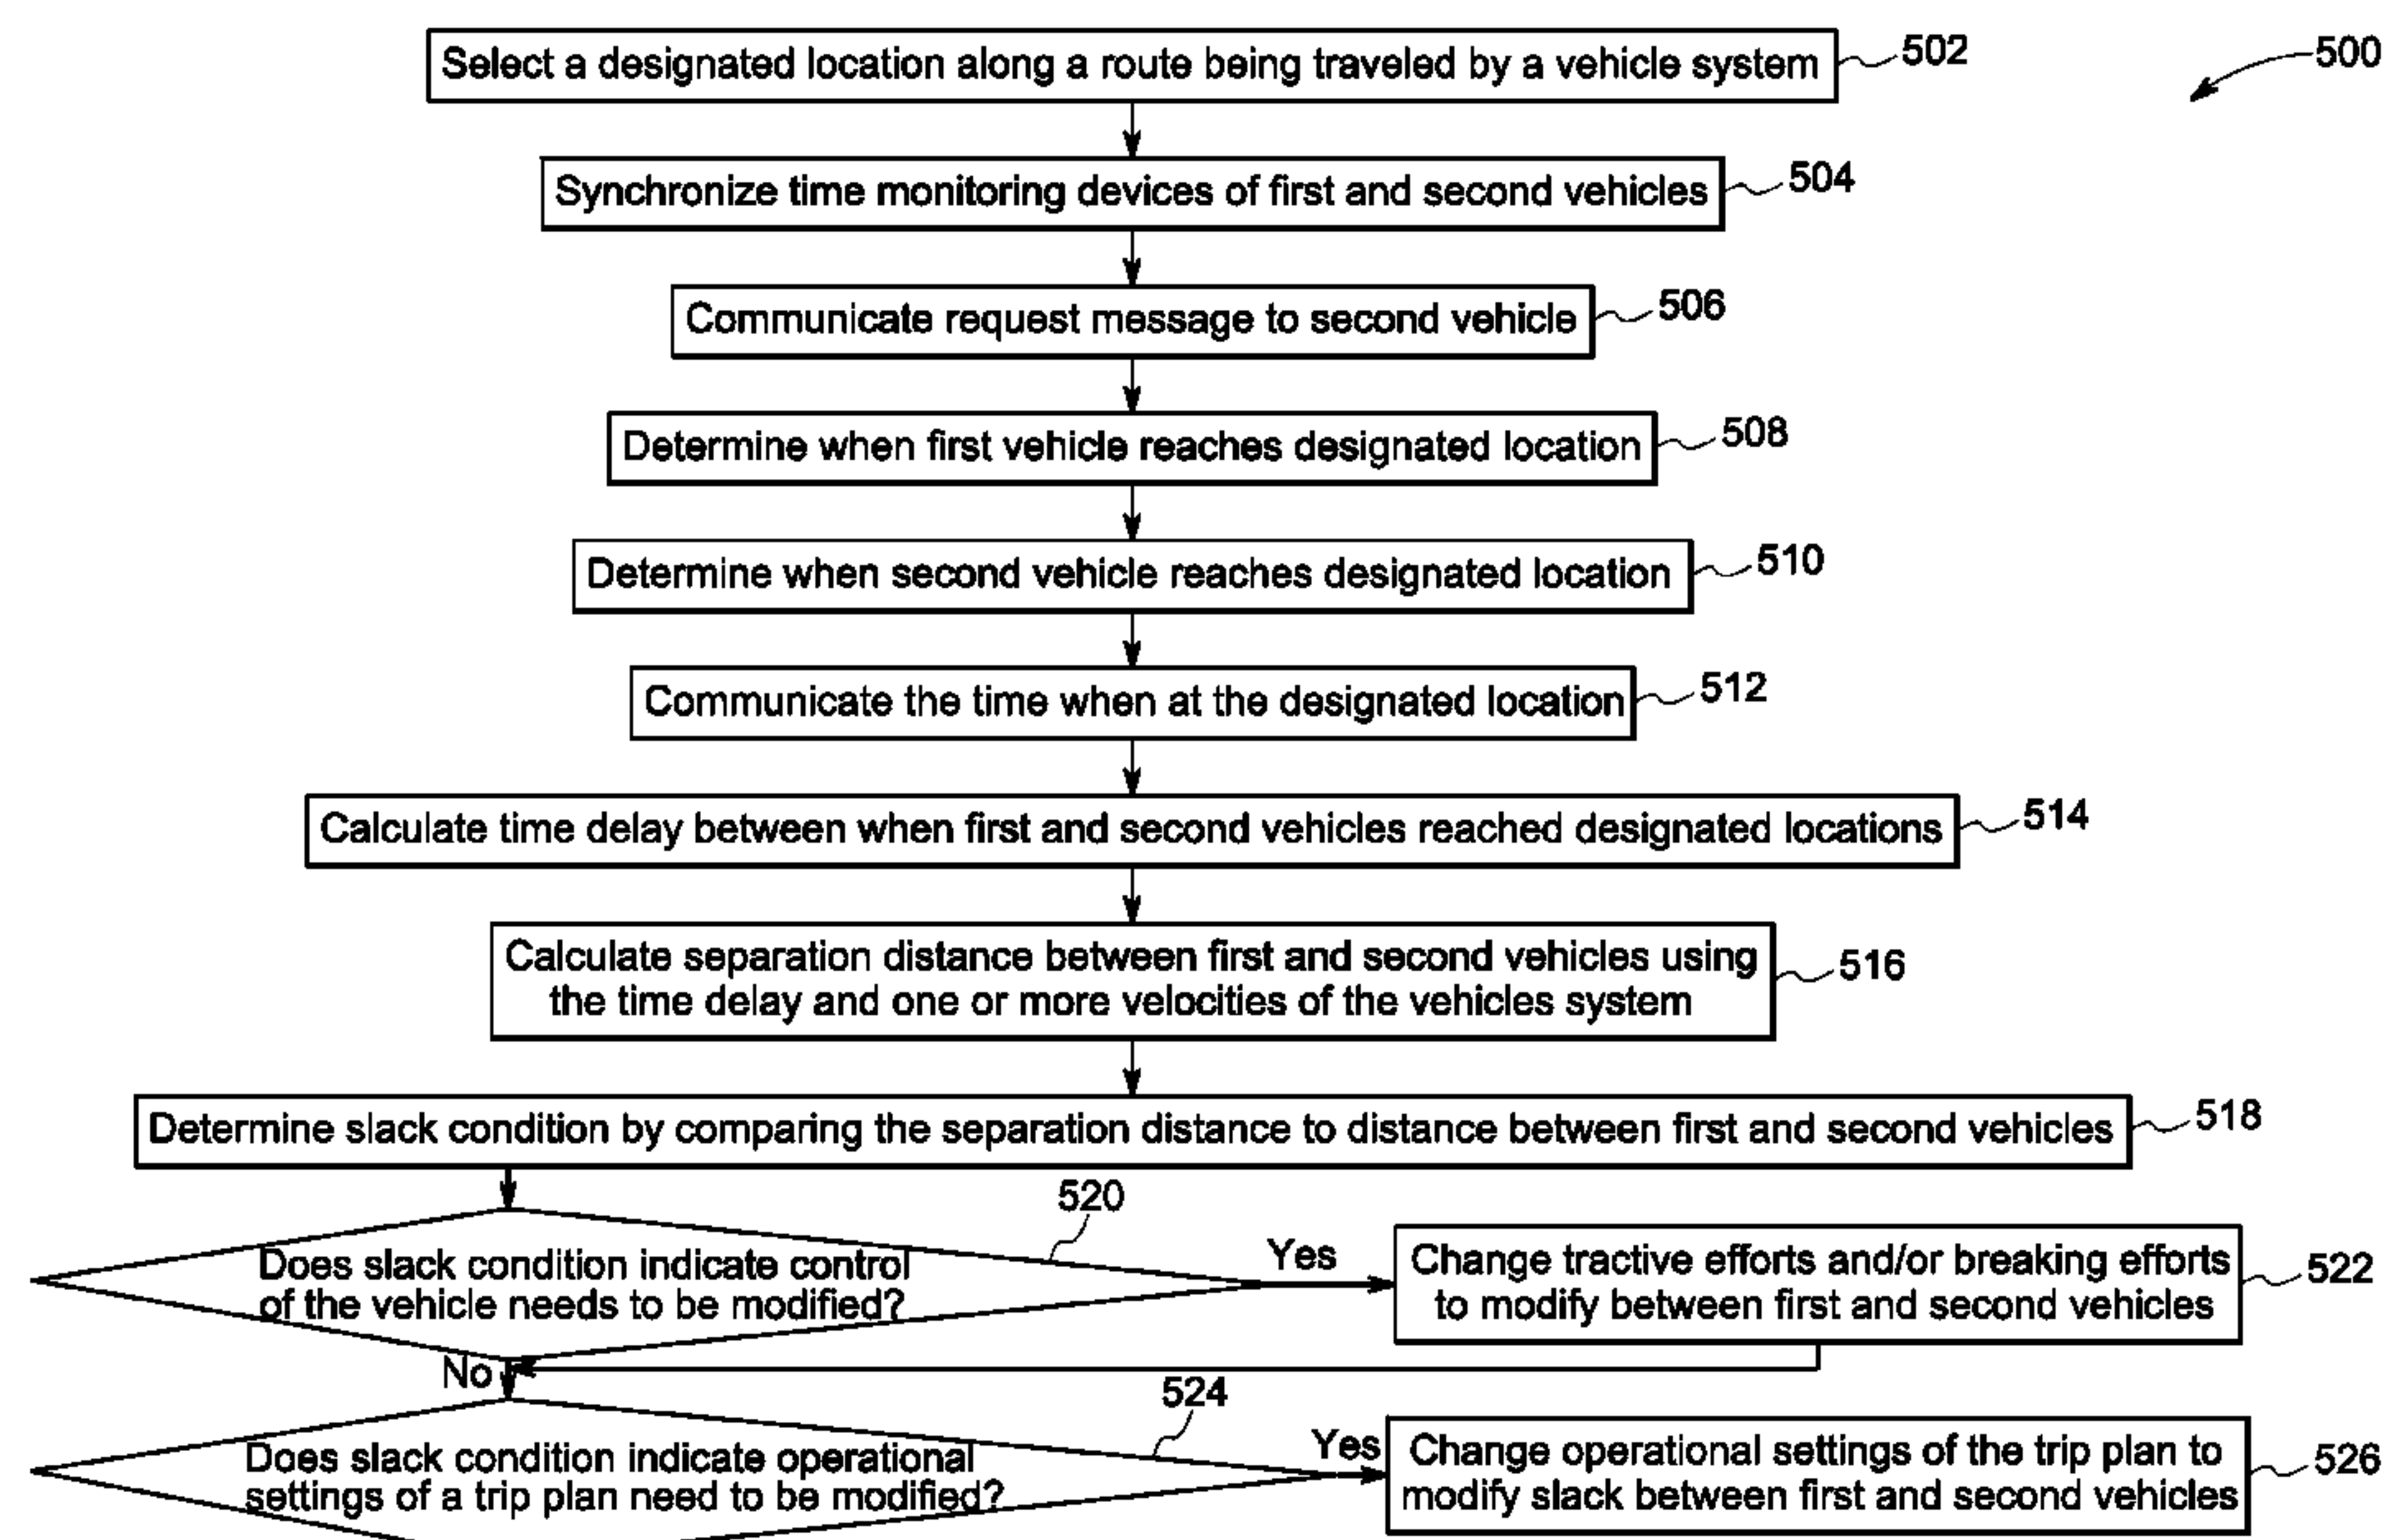 Select a designated location along a route being traveled by a vehicle system
502
500
Synchronize time monitoring devices of first and second vehicles
504
Communicate request message to second vehicle
506
Determine when first vehicle reaches designated location
508
Determine when second vehicle reaches designated location
510
Communicate the time when at the designated location
512
Calculate time delay between when first and second vehicles reached designated locations
514
Calculate separation distance between first and second vehicles using
the time delay and one or more velocities of the vehicles system
516
Determine slack condition by comparing the separation distance to distance between first and second vehicles
518
520
Does slack condition indicate control
of the vehicle needs to be modified?
Yes
Change tractive efforts and/or breaking efforts
to modify between first and second vehicles
522
No
524
Does slack condition indicate operational
settings of a trip plan need to be modified?
Yes
Change operational settings of the trip plan to
modify slack between first and second vehicles
526